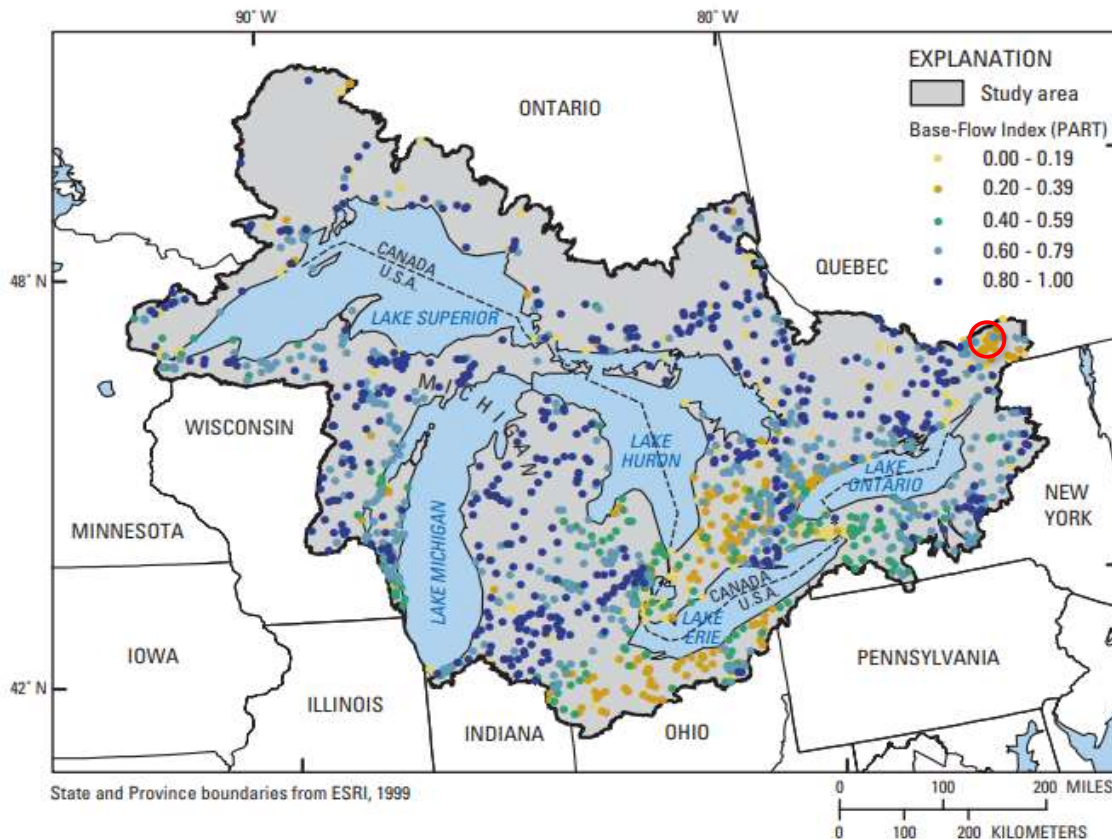 90° W
80° W
EXPLANATION
Study area
Base-Flow Index (PART)
0.00 - 0.19
0.20 - 0.39
0.40 - 0.59
0.60 - 0.79
0.80 - 1.00
ONTARIO
QUEBEC
48° N
CANADA
U.S.A.
LAKE SUPERIOR
MICHIGAN
WISCONSIN
LAKE
HURON
LAKE
ONTARIO
NEW
YORK
MINNESOTA
LAKE MICHIGAN
CANADA
U.S.A.
LAKE
ERIE
IOWA
PENNSYLVANIA
42° N
ILLINOIS
INDIANA
OHIO
State and Province boundaries from ESRI, 1999
0 100 200 MILES
0 100 200 KILOMETERS